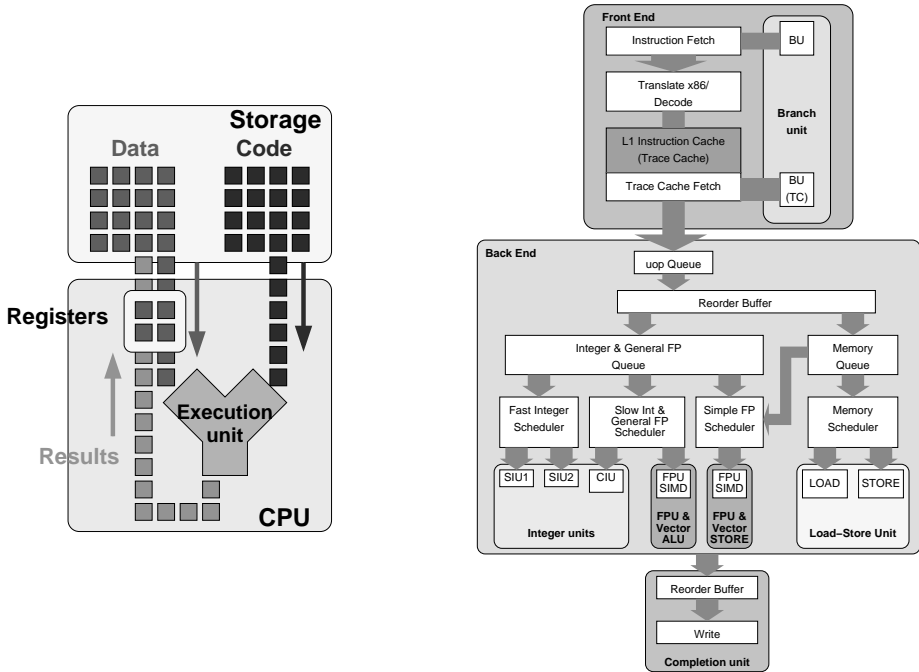 Storage
Data
Code
Registers
Execution
unit
Results
CPU
Front End
Instruction Fetch
BU
Translate x86/
Decode
Branch
unit
L1 Instruction Cache
(Trace Cache)
Trace Cache Fetch
BU
(TC)
Back End
uop Queue
Reorder Buffer
Integer & General FP
Queue
Memory
Queue
Fast Integer
Scheduler
Slow Int &
General FP
Scheduler
Simple FP
Scheduler
Memory
Scheduler
SIU1
SIU2
CIU
FPU
SIMD
FPU
SIMD
LOAD
STORE
Integer units
FPU &
Vector
ALU
FPU &
Vector
STORE
Load–Store Unit
Reorder Buffer
Write
Completion unit